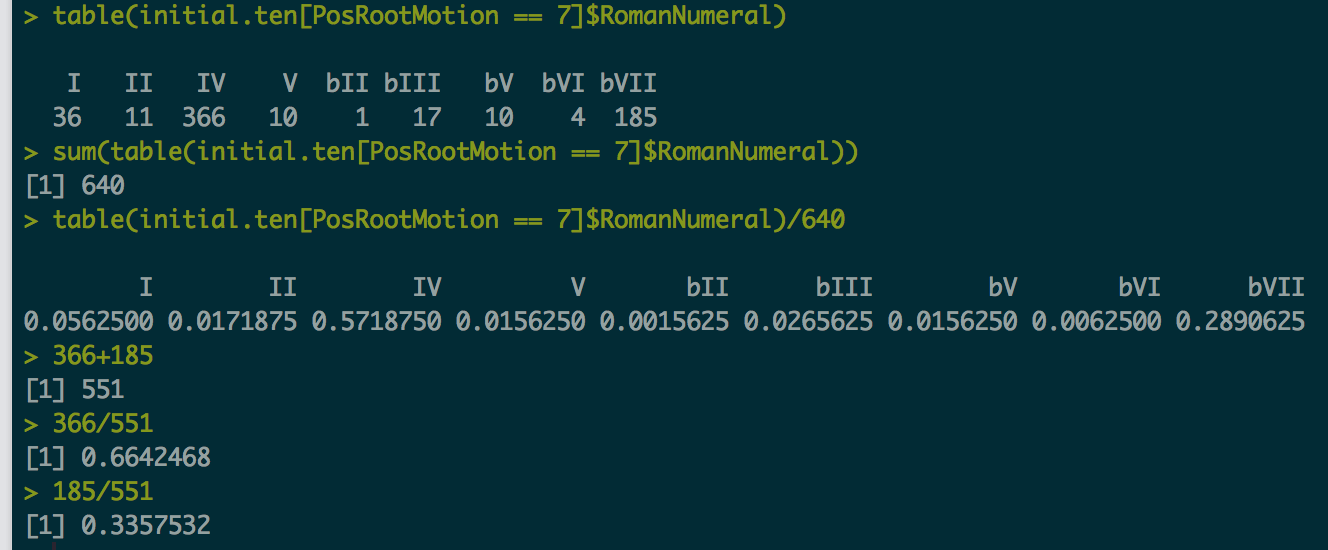 > table(initial.ten[PosRootMotion == 7]$RomanNumeral)
I II IV V bII bIII bV bVI bVII
36 11 366 10 1 17 10 4 185
> sum(table(initial.ten[PosRootMotion == 7]$RomanNumeral))
[1] 640
> table(initial.ten[PosRootMotion == 7]$RomanNumeral)/640
I II IV V bII bIII bV bVI bVII
0.0562500 0.0171875 0.5718750 0.0156250 0.0015625 0.0265625 0.0156250 0.0062500 0.2890625
> 366+185
[1] 551
> 366/551
[1] 0.6642468
> 185/551
[1] 0.3357532